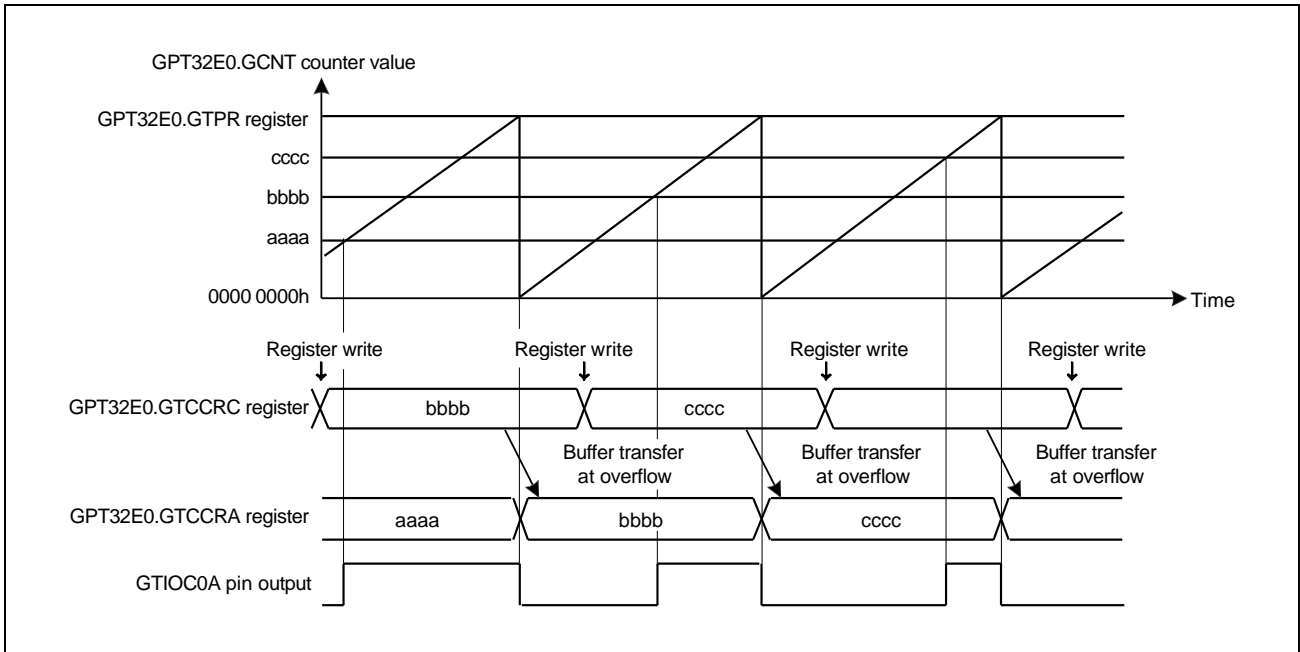 GPT32E0.GCNT counter value
GPT32E0.GTPR register
cccc
bbbb
aaaa
0000 0000h
Time
Register write
Register write
Register write
Register write
GPT32E0.GTCCRC register
bbbb
cccc
Buffer transfer
at overflow
Buffer transfer
at overflow
Buffer transfer
at overflow
GPT32E0.GTCCRA register
aaaa
bbbb
cccc
GTIOC0A pin output